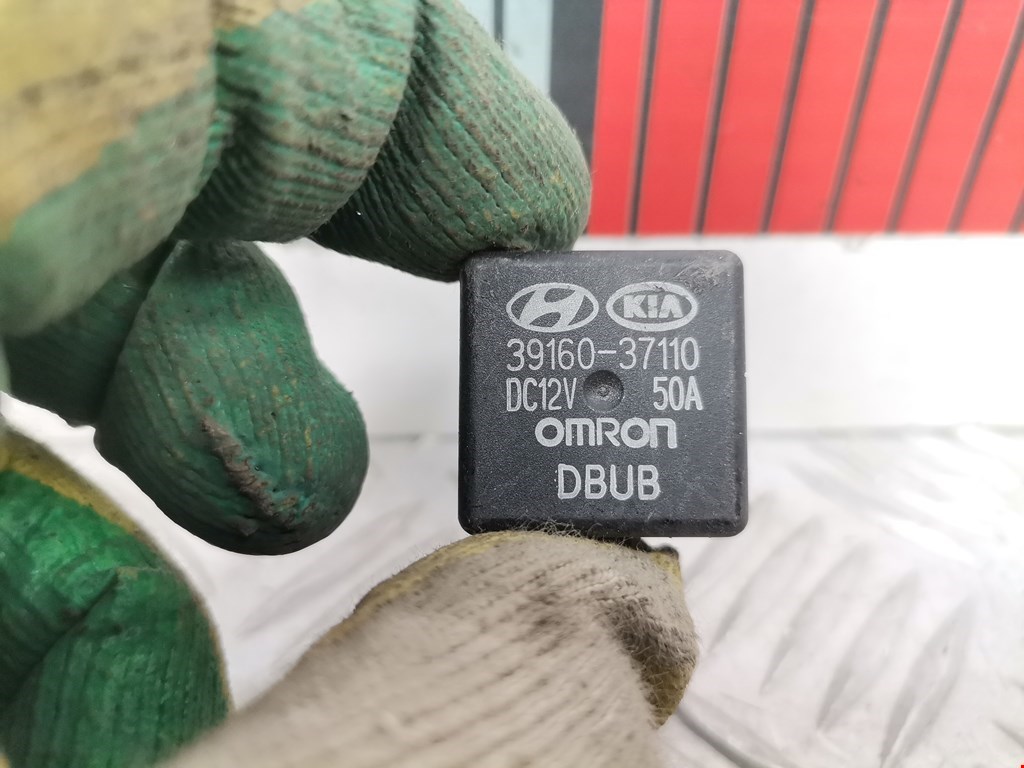 KIA
39160-37110
DC12V 50A
OMRON
DBUB